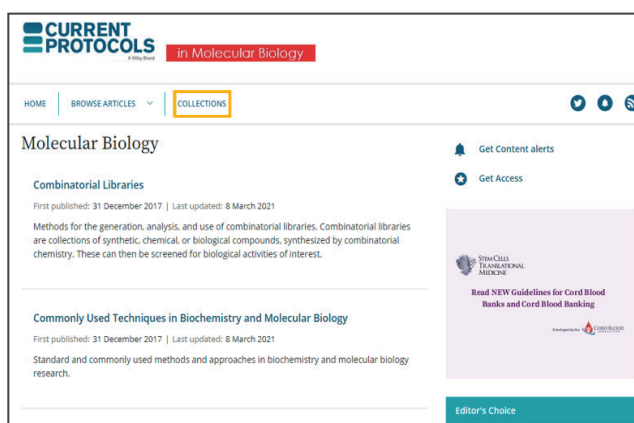 CURRENT
PROTOCOLS
A Wiley Brand
in Molecular Biology
HOME
BROWSE ARTICLES
COLLECTIONS
Molecular Biology
Combinatorial Libraries
First published: 31 December 2017 | Last updated: 8 March 2021
Methods for the generation, analysis, and use of combinatorial libraries. Combinatorial libraries
are collections of synthetic, chemical, or biological compounds, synthesized by combinatorial
chemistry. These can then be screened for biological activities of interest.
Commonly Used Techniques in Biochemistry and Molecular Biology
First published: 31 December 2017 | Last updated: 8 March 2021
Standard and commonly used methods and approaches in biochemistry and molecular biology
research.
Get Content alerts
Get Access
STEM CELLS
TRANSLATIONAL
MEDICINE
Read NEW Guidelines for Cord Blood
Banks and Cord Blood Banking
Developed by the
CORD BLOOD
Editor's Choice